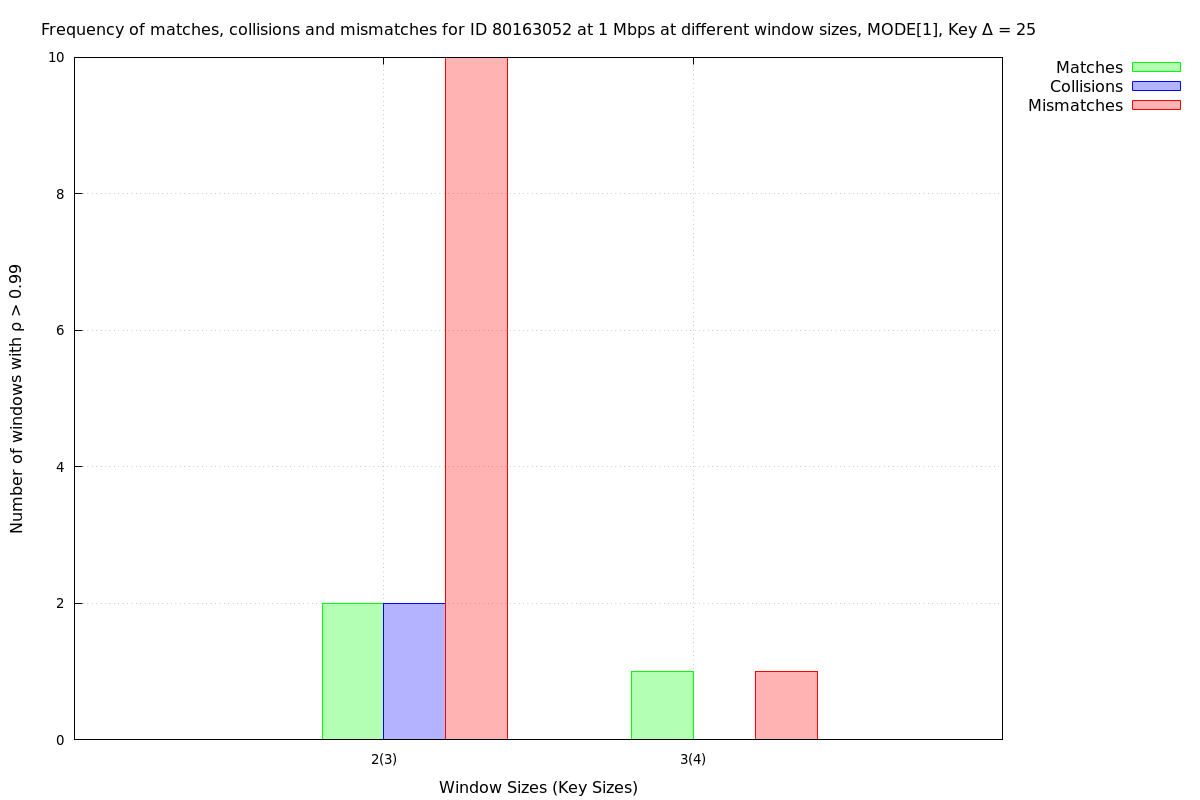 Frequency of matches, collisions and mismatches for ID 80163052 at 1 Mbps at different window sizes, MODE[1], Key Δ = 25
Matches
Collisions
Mismatches
Number of windows with ρ > 0.99
10
8
6
4
2
0
2(3) 3(4)
Window Sizes (Key Sizes)